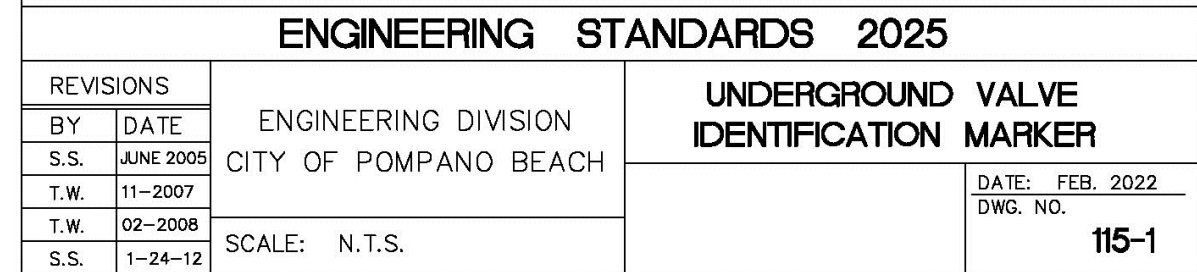 ENGINEERING STANDARDS 2025
REVISIONS
BY DATE
S.S. JUNE 2005
T.W. 11-2007
T.W. 02-2008
S.S. 1-24-12
ENGINEERING DIVISION
CITY OF POMPANO BEACH
SCALE: N.T.S.
UNDERGROUND VALVE
IDENTIFICATION MARKER
DATE: FEB. 2022
DWG. NO.
115-1